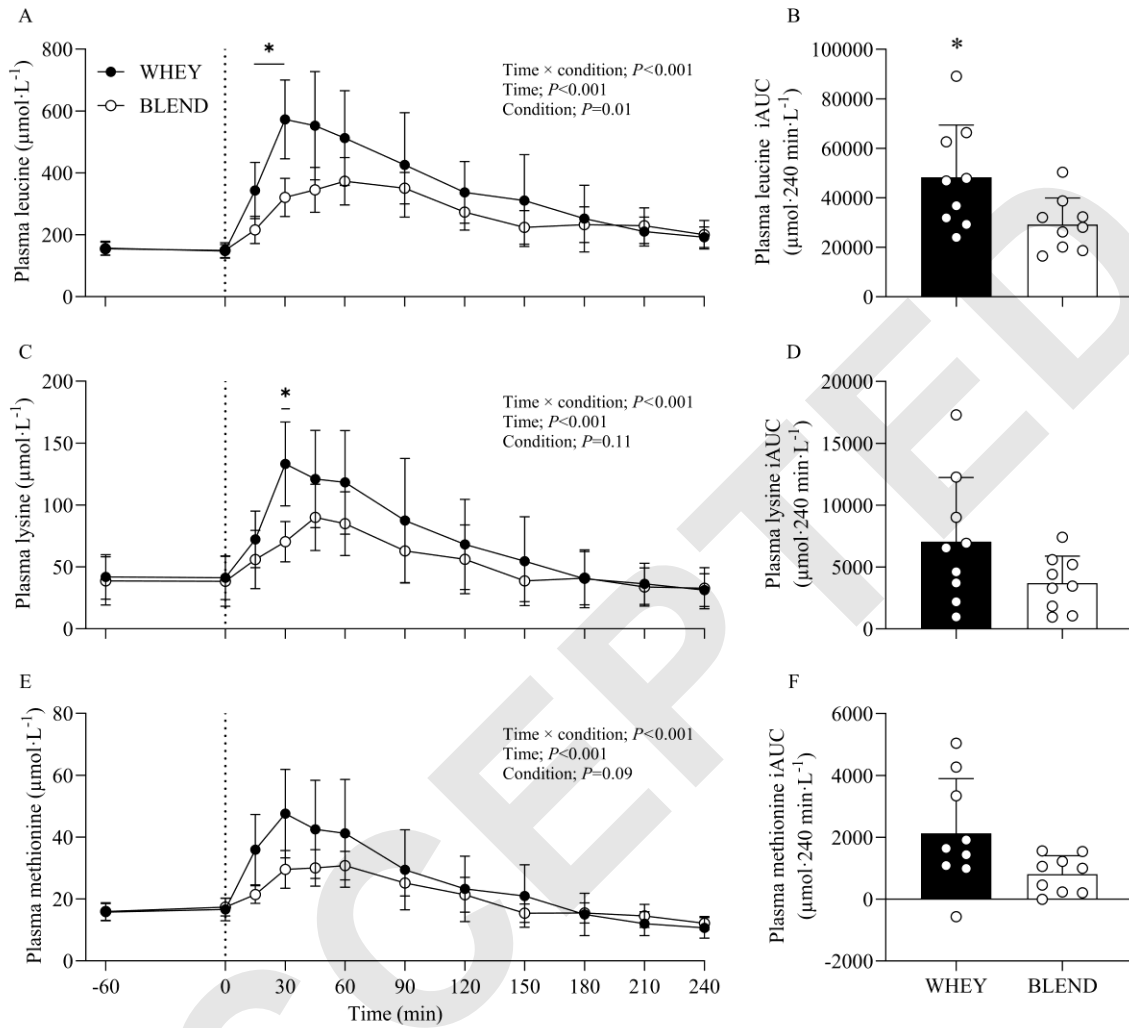 A
B
Plasma leucine (µmol·L⁻¹)
800
600
400
200
0
*
WHEY
BLEND
Time × condition; P<0.001
Time; P<0.001
Condition; P=0.01
Plasma leucine iAUC
(µmol·240 min·L⁻¹)
100000
80000
60000
40000
20000
0
*
C
D
Plasma lysine (µmol·L⁻¹)
200
150
100
50
0
*
Time × condition; P<0.001
Time; P<0.001
Condition; P=0.11
Plasma lysine iAUC
(µmol·240 min·L⁻¹)
20000
15000
10000
5000
0
E
F
Plasma methionine (µmol·L⁻¹)
80
60
40
20
0
Time × condition; P<0.001
Time; P<0.001
Condition; P=0.09
-60 0 30 60 90 120 150 180 210 240
Time (min)
Plasma methionine iAUC
(µmol·240 min·L⁻¹)
6000
4000
2000
0
-2000
WHEY BLEND
CCEPTED